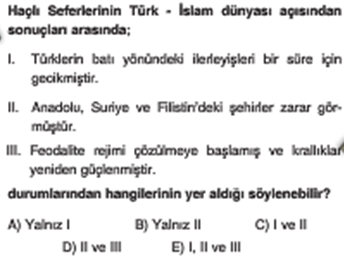 Haçlı Seferlerinin Türk - İslam dünyası açısından
sonuçları arasında;
I. Türklerin batı yönündeki ilerleyişleri bir süre için
gecikmiştir.
II. Anadolu, Suriye ve Filistin'deki şehirler zarar gör-
müştür.
III. Feodalite rejimi çözülmeye başlamış ve krallıklar
yeniden güçlenmiştir.
durumlarından hangilerinin yer aldığı söylenebilir?
A) Yalnız I B) Yalnız II C) I ve II
D) II ve III E) I, II ve III